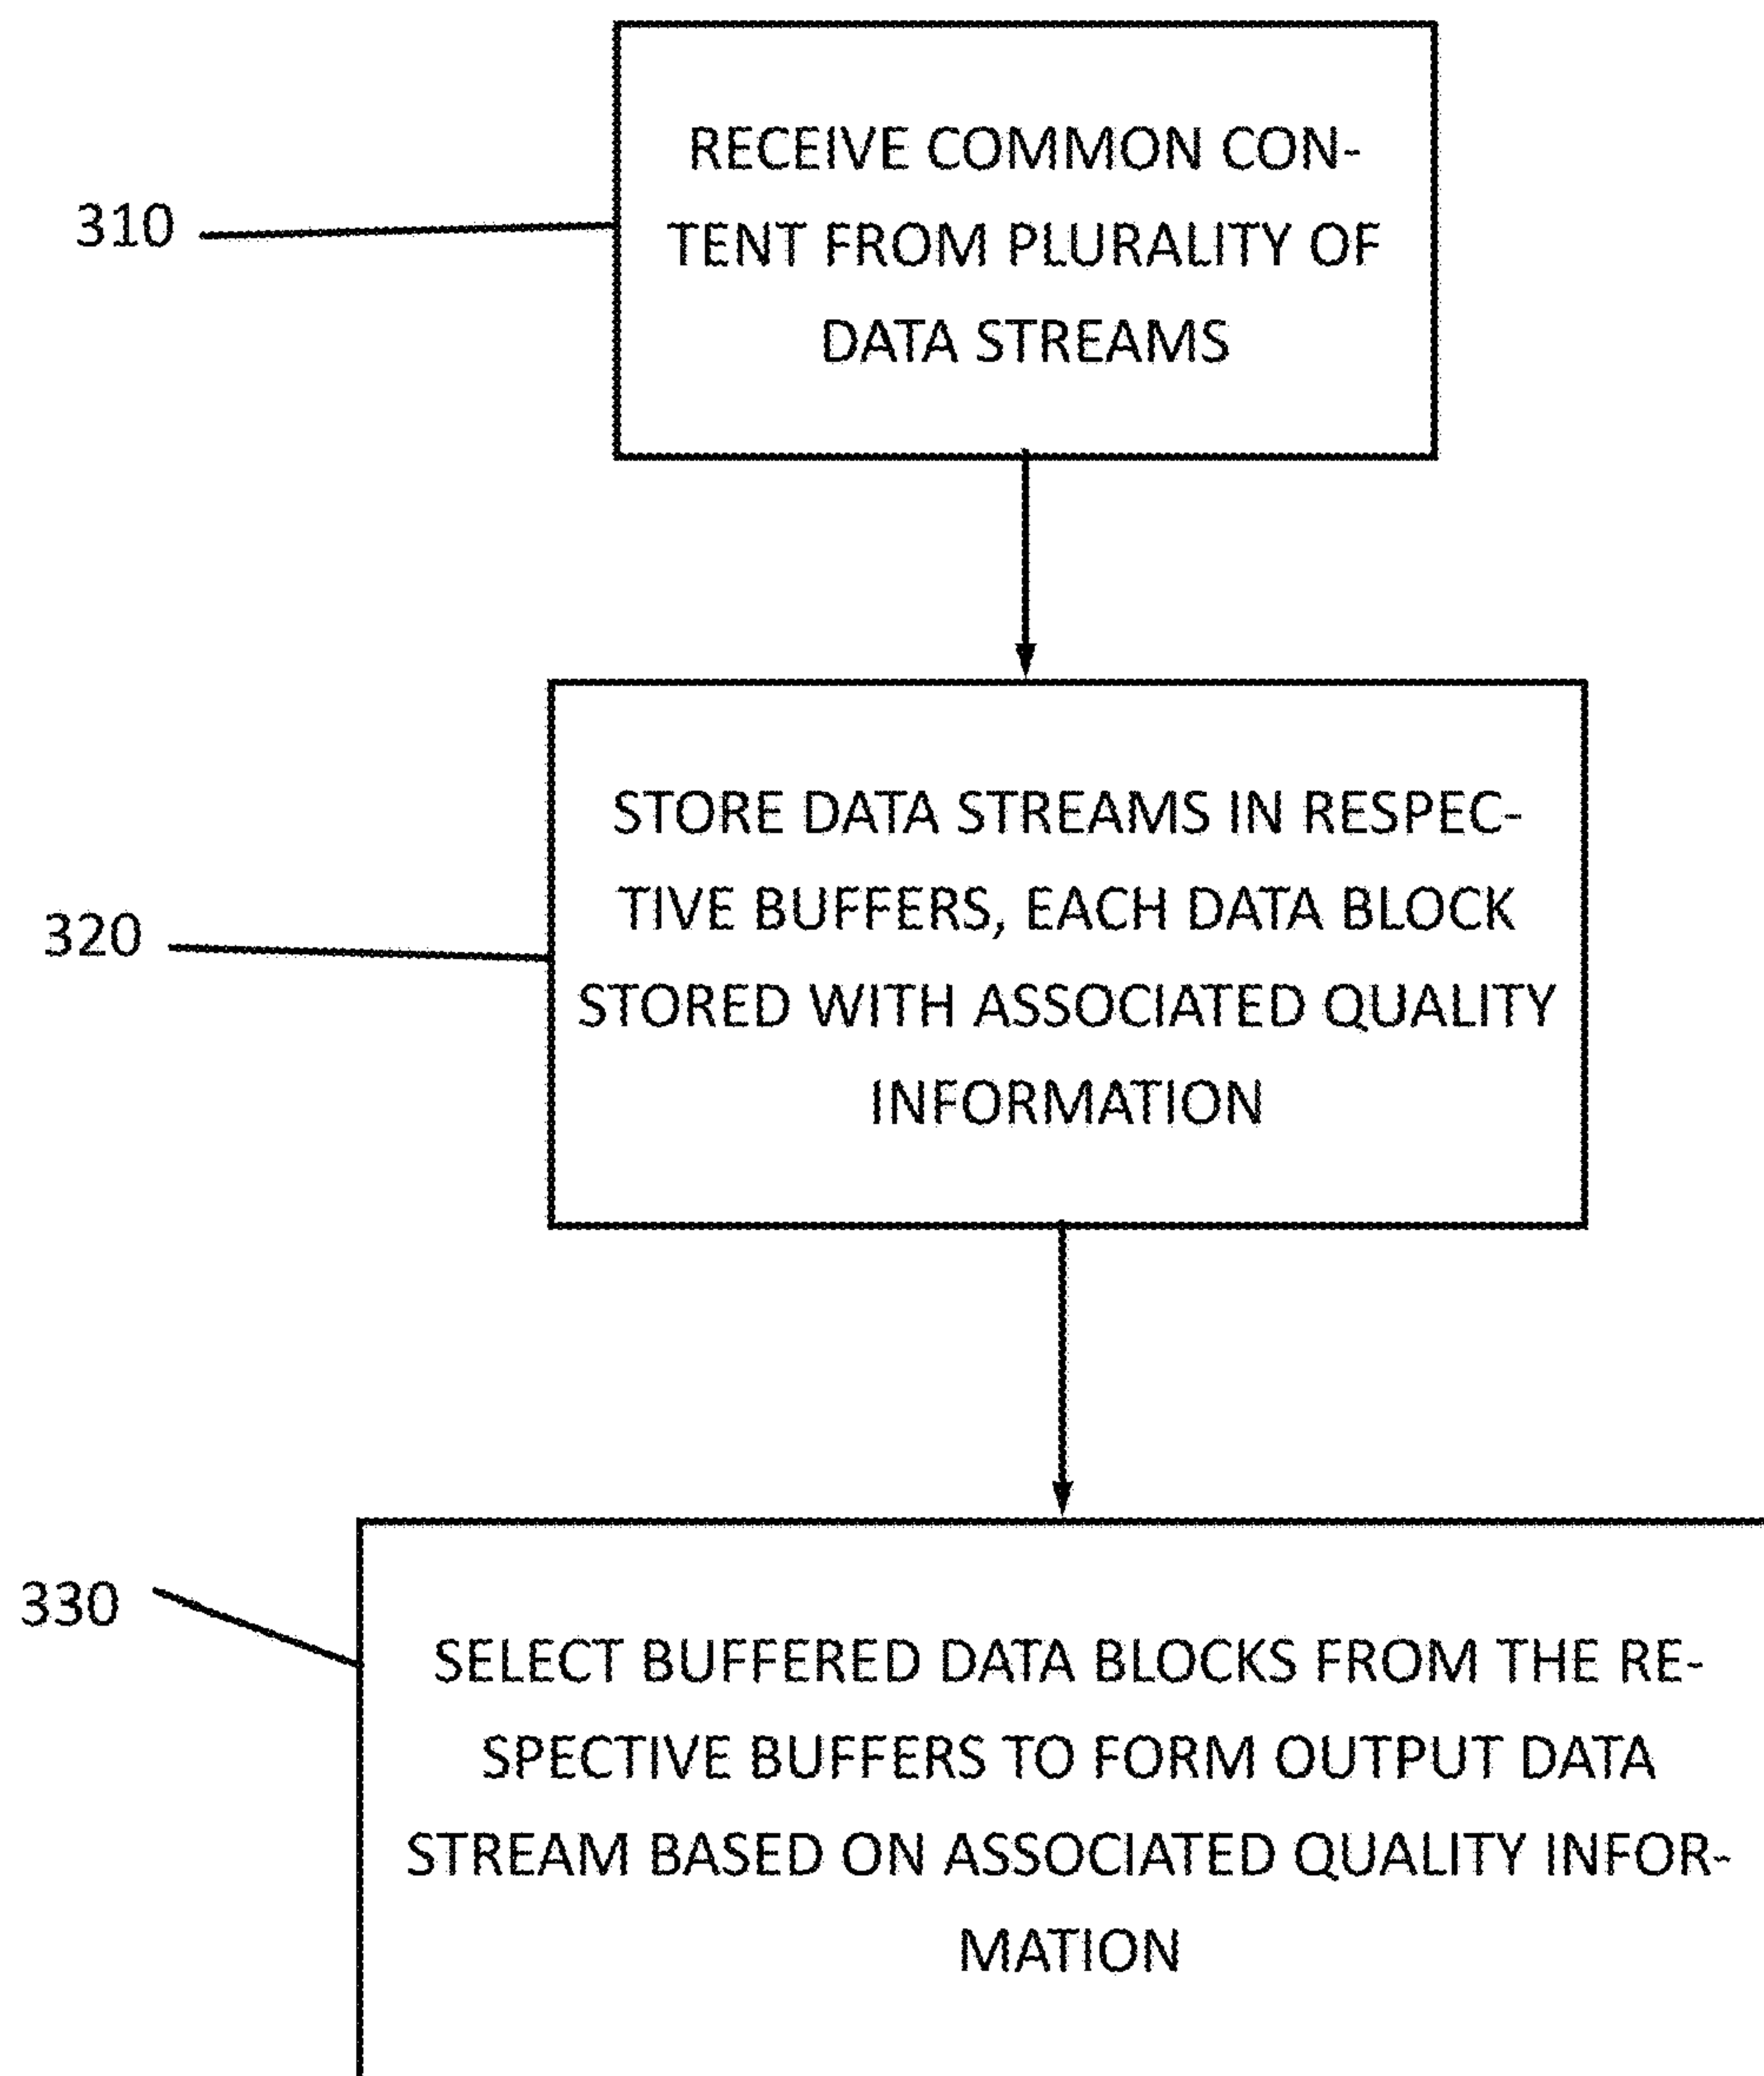 310
RECEIVE COMMON CON-
TENT FROM PLURALITY OF
DATA STREAMS
320
STORE DATA STREAMS IN RESPEC-
TIVE BUFFERS, EACH DATA BLOCK
STORED WITH ASSOCIATED QUALITY
INFORMATION
330
SELECT BUFFERED DATA BLOCKS FROM THE RE-
SPECTIVE BUFFERS TO FORM OUTPUT DATA
STREAM BASED ON ASSOCIATED QUALITY INFOR-
MATION